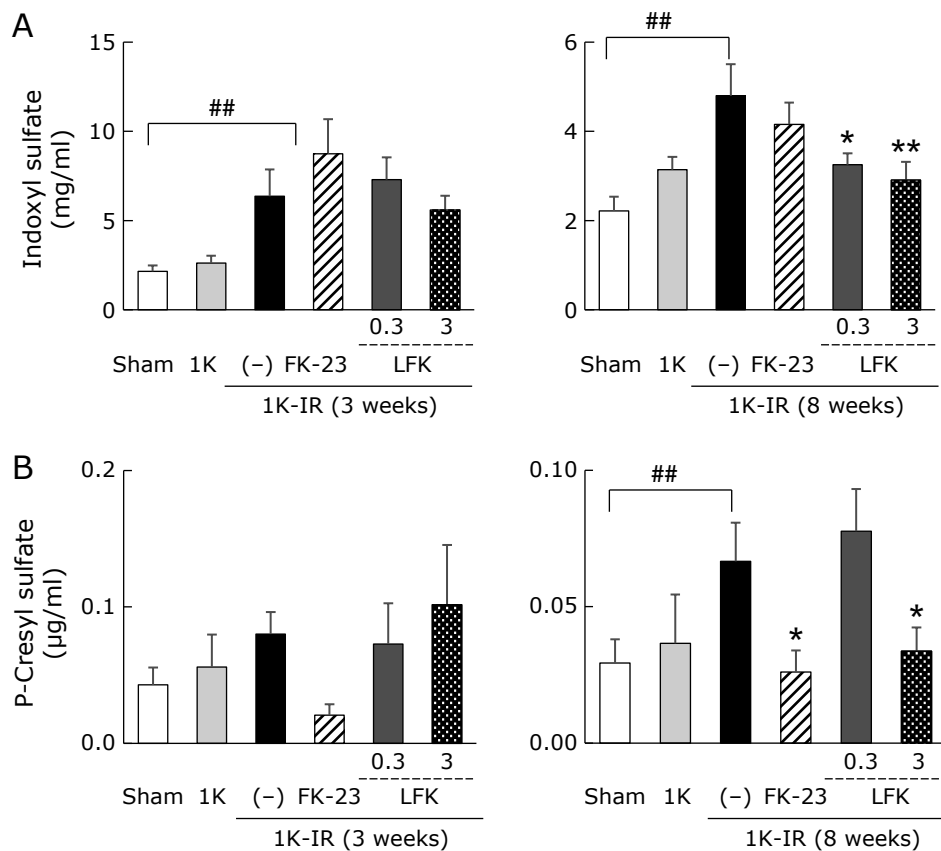 A
Indoxyl sulfate
(mg/ml)
15
10
5
0
##
0.3 3
Sham 1K (–) FK-23 LFK
1K-IR (3 weeks)
6
4
2
0
##
*
**
0.3 3
(–) FK-23 LFK
1K-IR (8 weeks)
B
P-Cresyl sulfate
(µg/ml)
0.2
0.1
0.0
0.3 3
Sham 1K (–) FK-23 LFK
1K-IR (3 weeks)
0.10
0.05
0.00
##
*
*
0.3 3
Sham 1K (–) FK-23 LFK
1K-IR (8 weeks)